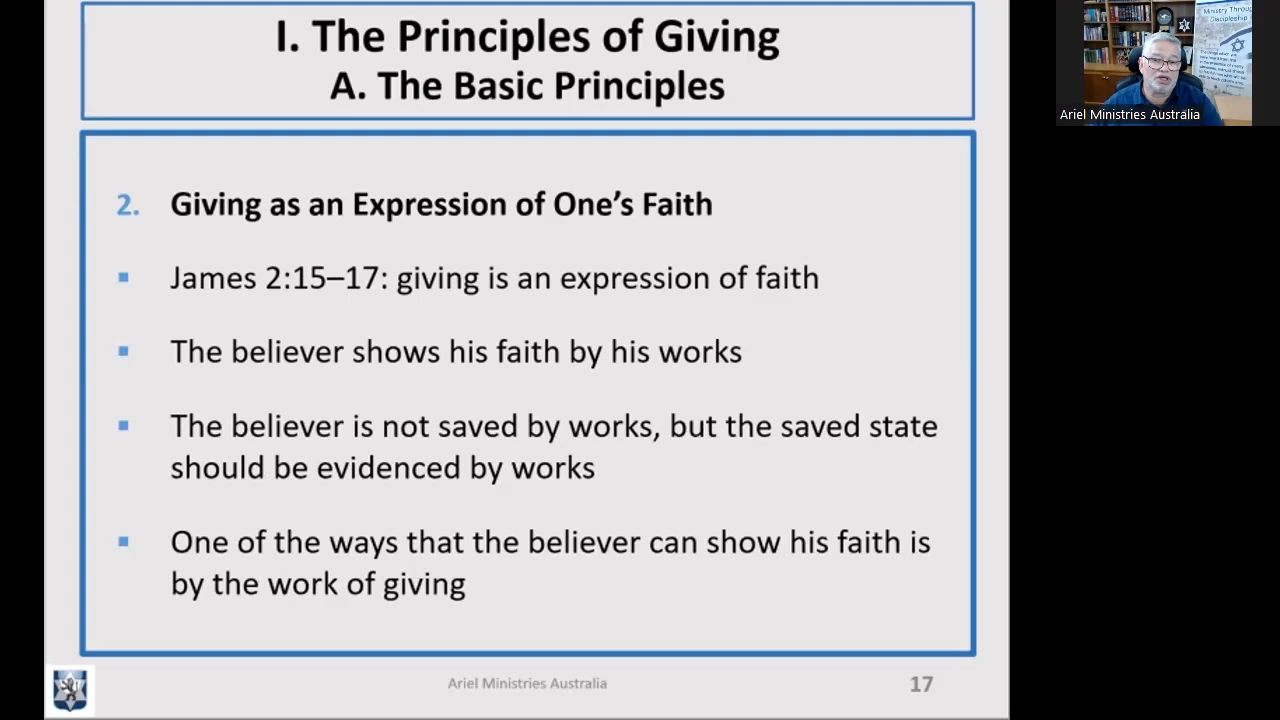 I. The Principles of Giving
A. The Basic Principles
2. Giving as an Expression of One's Faith
▪ James 2:15–17: giving is an expression of faith
▪ The believer shows his faith by his works
▪ The believer is not saved by works, but the saved state
should be evidenced by works
▪ One of the ways that the believer can show his faith is
by the work of giving
Ariel Ministries Australia
17
Ministry Through
Discipleship
Ariel Ministries Australia